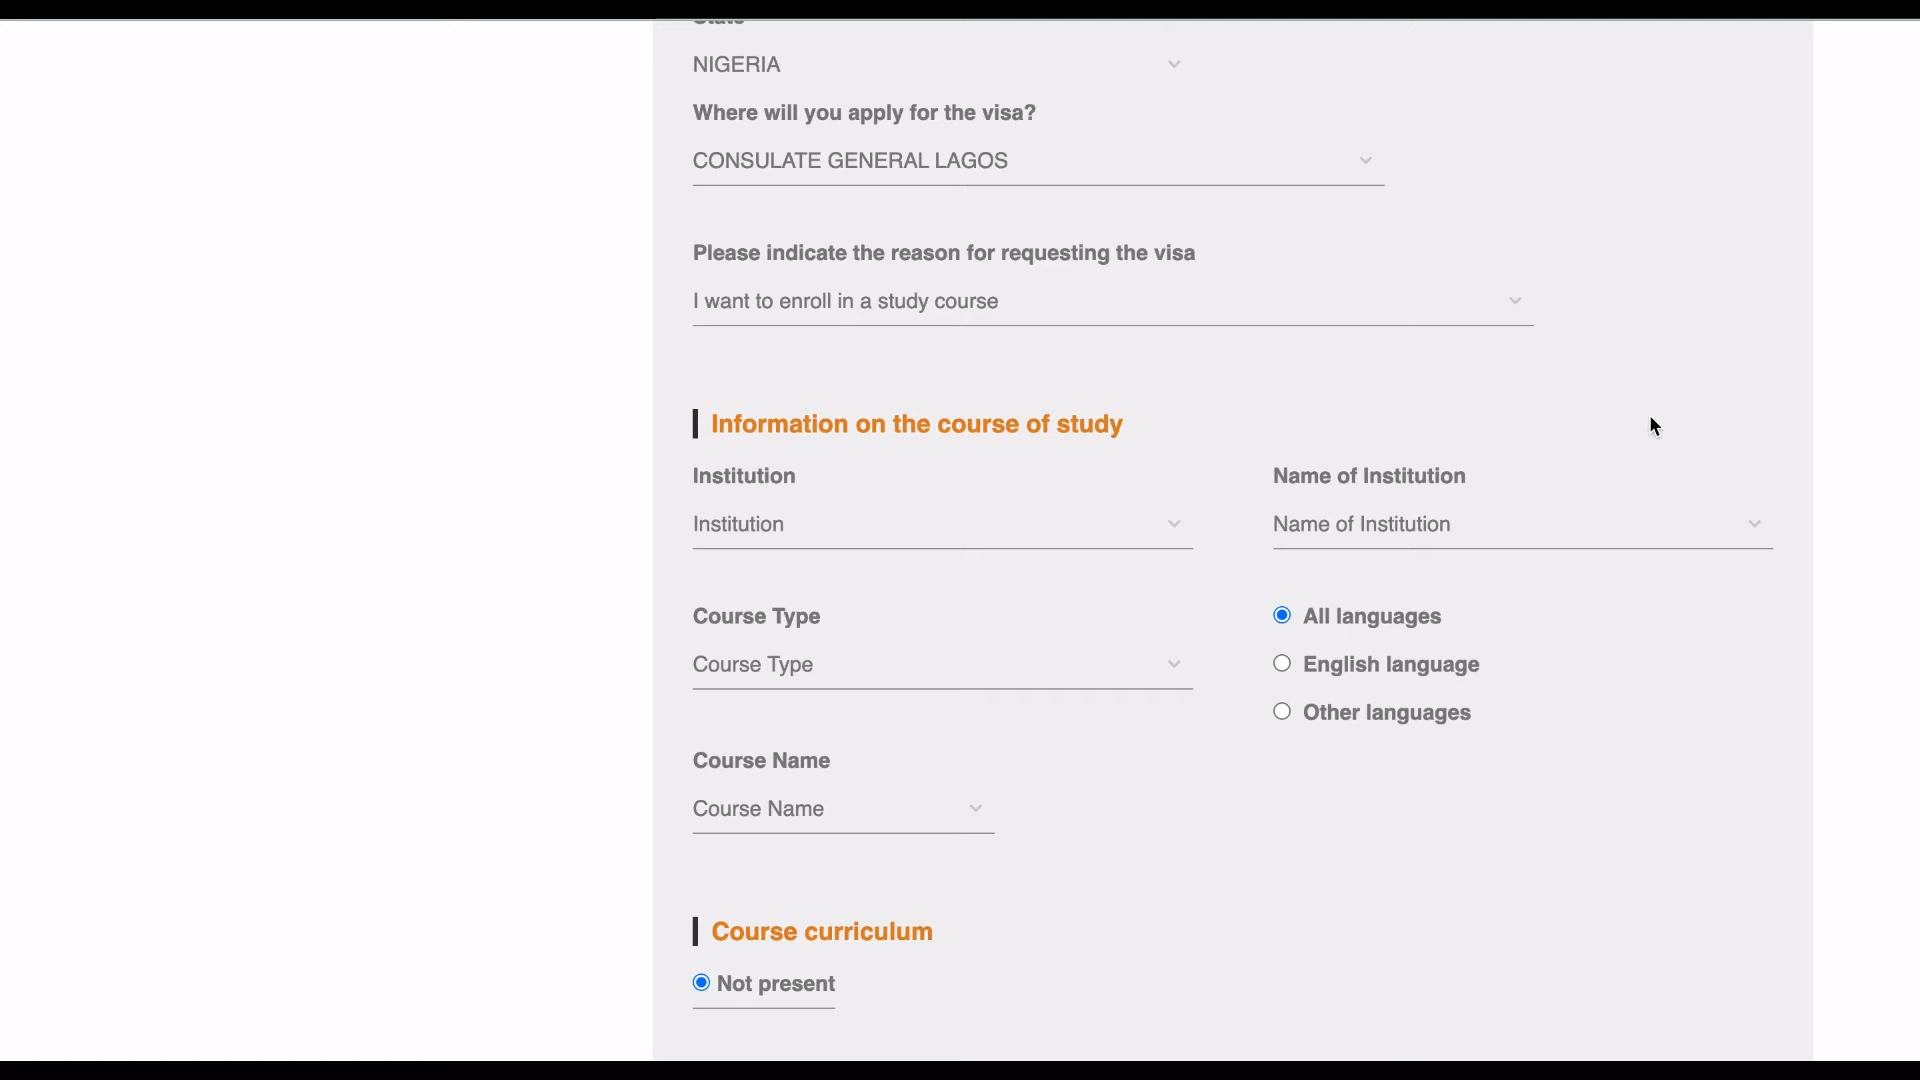 State
NIGERIA
Where will you apply for the visa?
CONSULATE GENERAL LAGOS
Please indicate the reason for requesting the visa
I want to enroll in a study course
Information on the course of study
Institution
Name of Institution
Institution
Name of Institution
Course Type
All languages
Course Type
English language
Other languages
Course Name
Course Name
Course curriculum
Not present